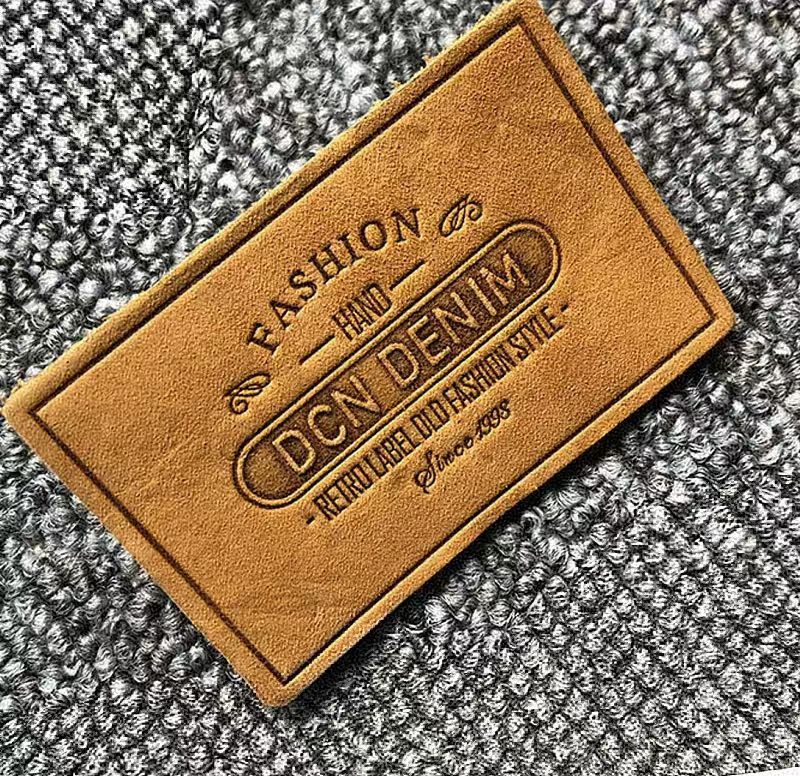 FASHION
HAND
DCN DENIM
- RETRO LABEL OLD FASHION STYLE -
Since 1998